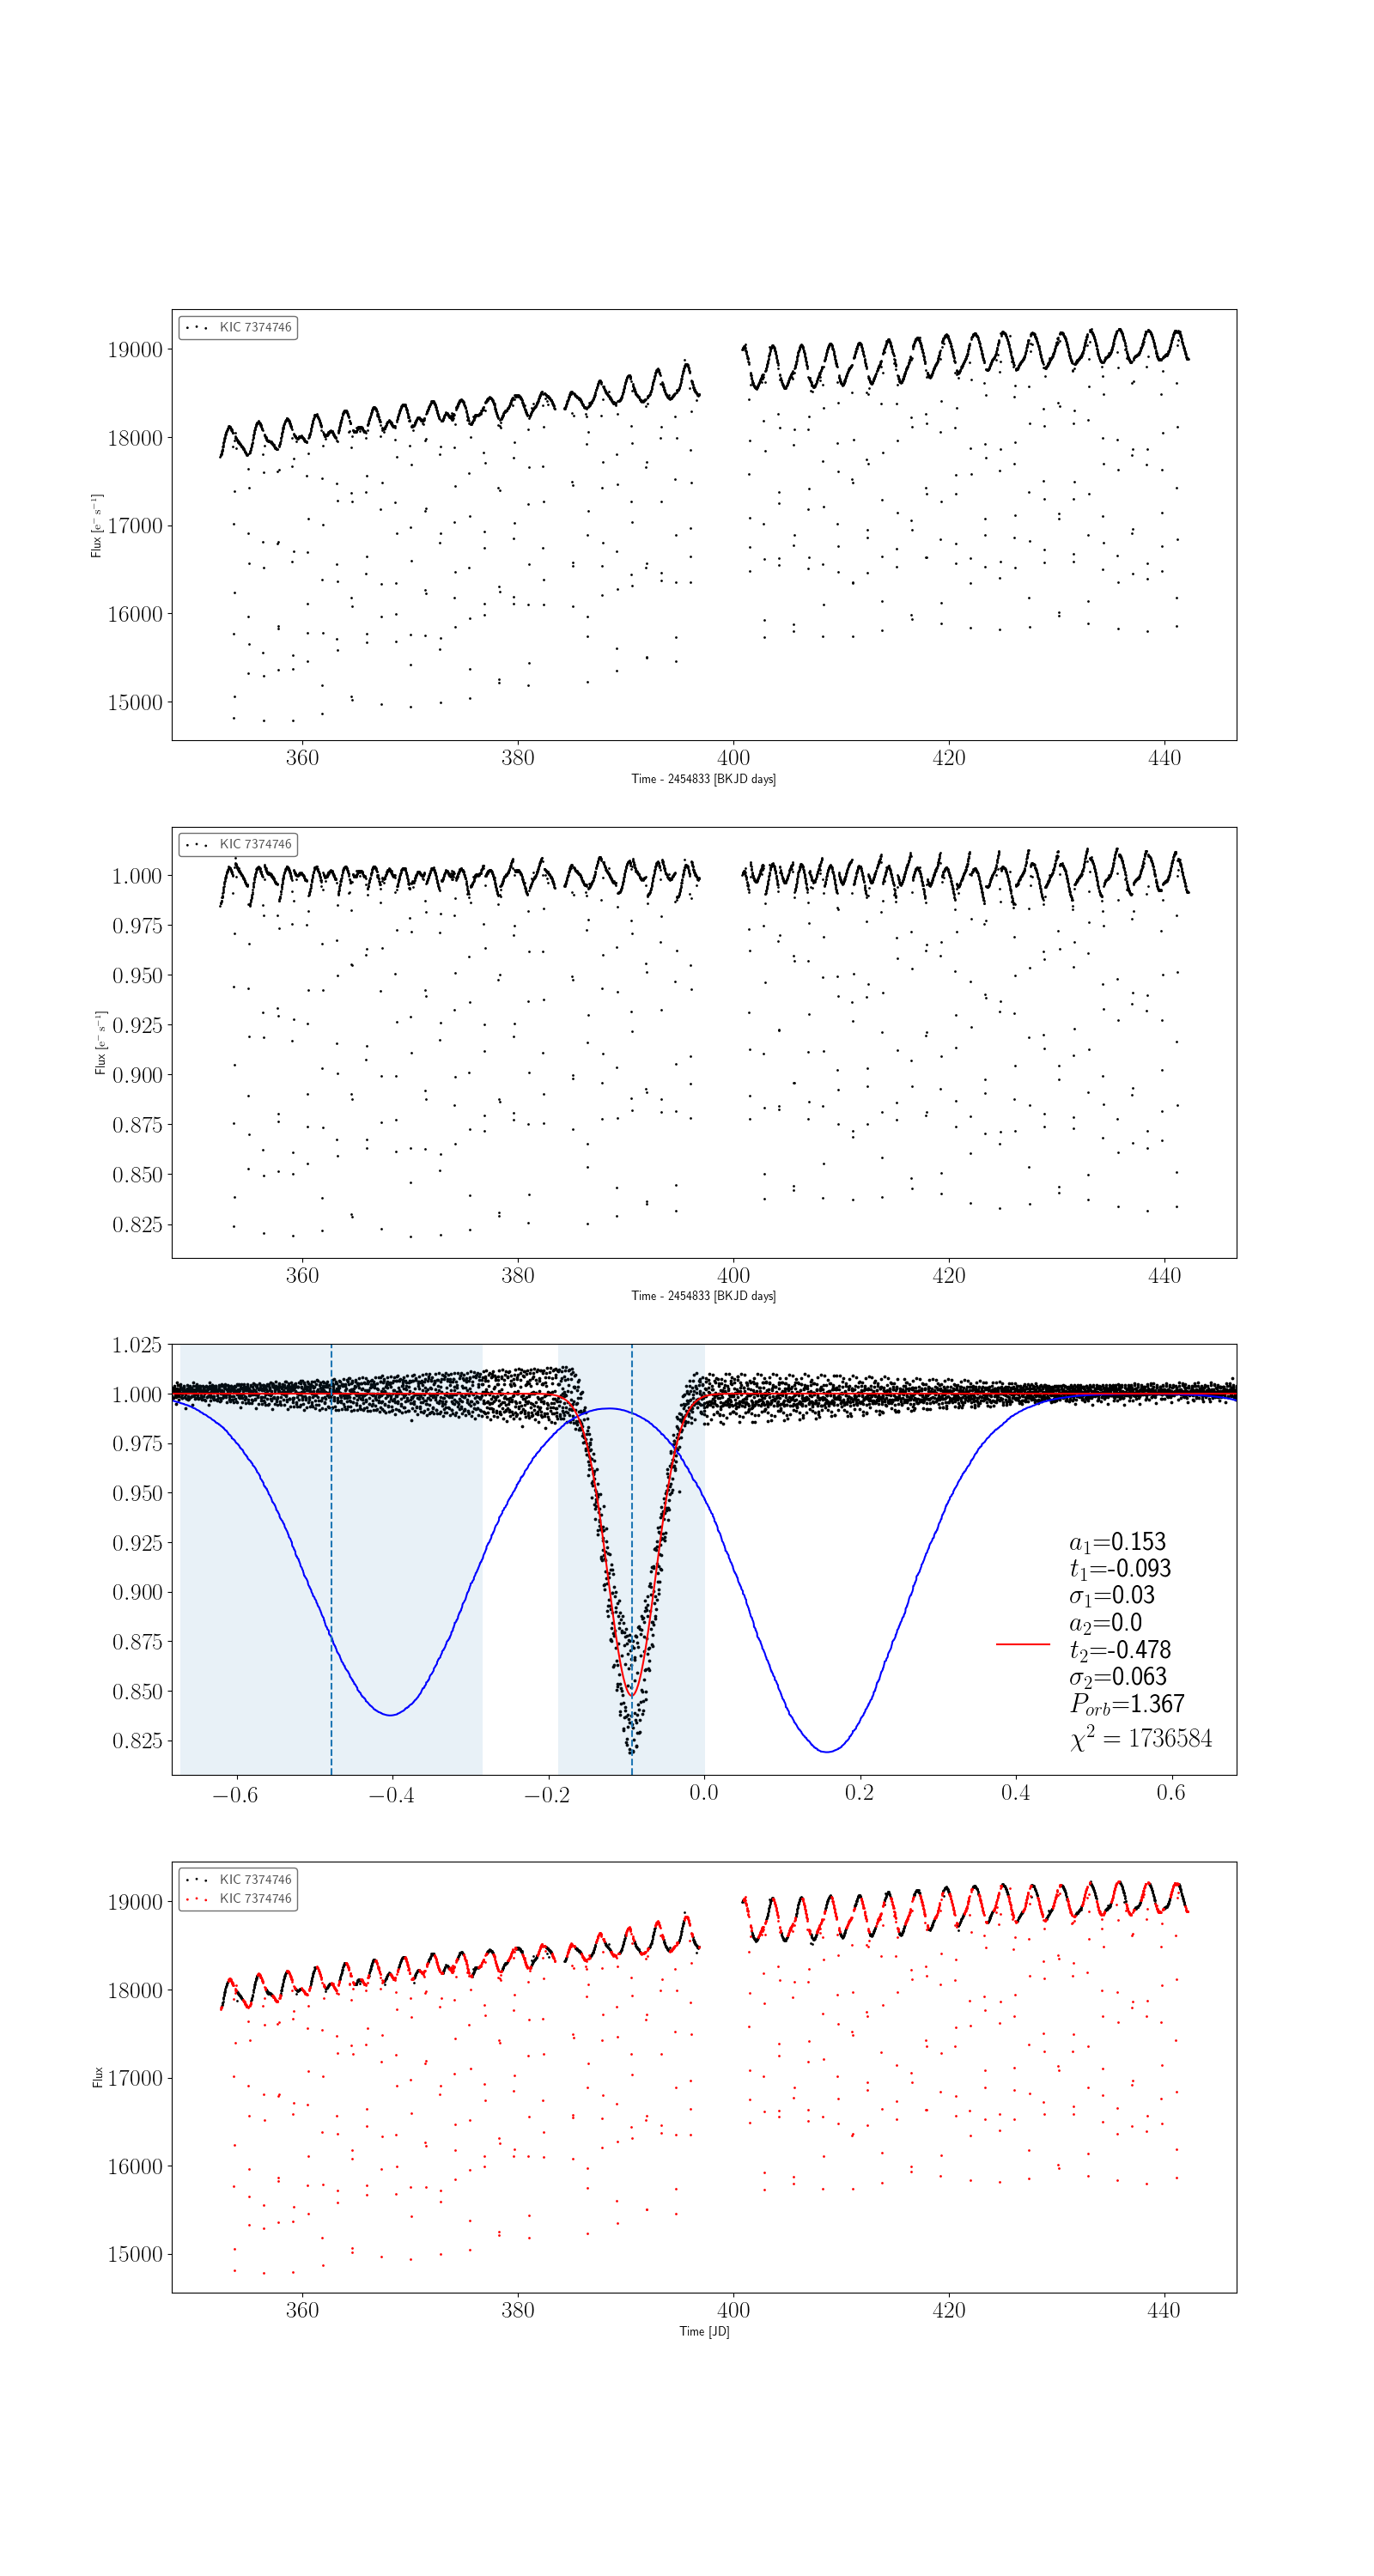 KIC 7374746
19000
18000
17000
16000
15000
Flux [e⁻ s⁻¹]
360 380 400 420 440
Time - 2454833 [BKJD days]
KIC 7374746
1.000
0.975
0.950
0.925
0.900
0.875
0.850
0.825
Flux [e⁻ s⁻¹]
360 380 400 420 440
Time - 2454833 [BKJD days]
1.025
1.000
0.975
0.950
0.925
0.900
0.875
0.850
0.825
a₁=0.153
t₁=-0.093
σ₁=0.03
a₂=0.0
t₂=-0.478
σ₂=0.063
P_orb=1.367
χ² = 1736584
−0.6 −0.4 −0.2 0.0 0.2 0.4 0.6
KIC 7374746
KIC 7374746
19000
18000
17000
16000
15000
Flux
360 380 400 420 440
Time [JD]